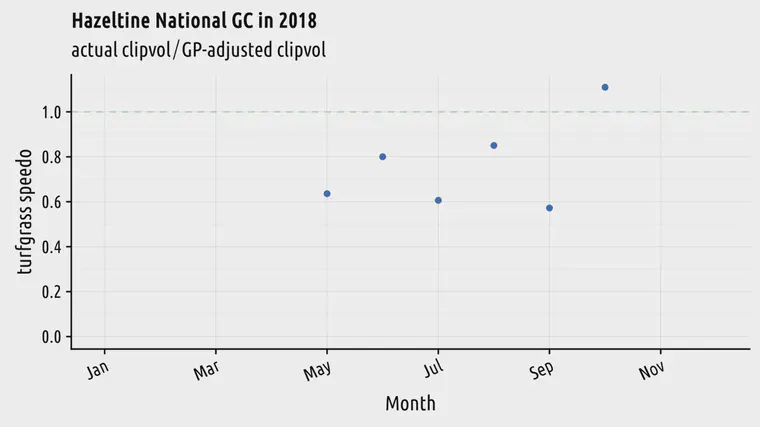 Hazeltine National GC in 2018
actual clipvol/GP-adjusted clipvol
turfgrass speedo
1.0
0.8
0.6
0.4
0.2
0.0
Jan Mar May Jul Sep Nov
Month